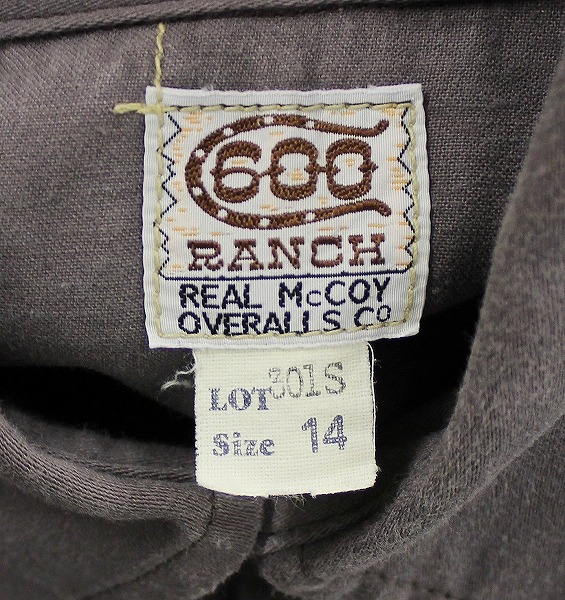 600
RANCH
REAL McCOY
OVERALLS CO
LOT 301S
Size 14